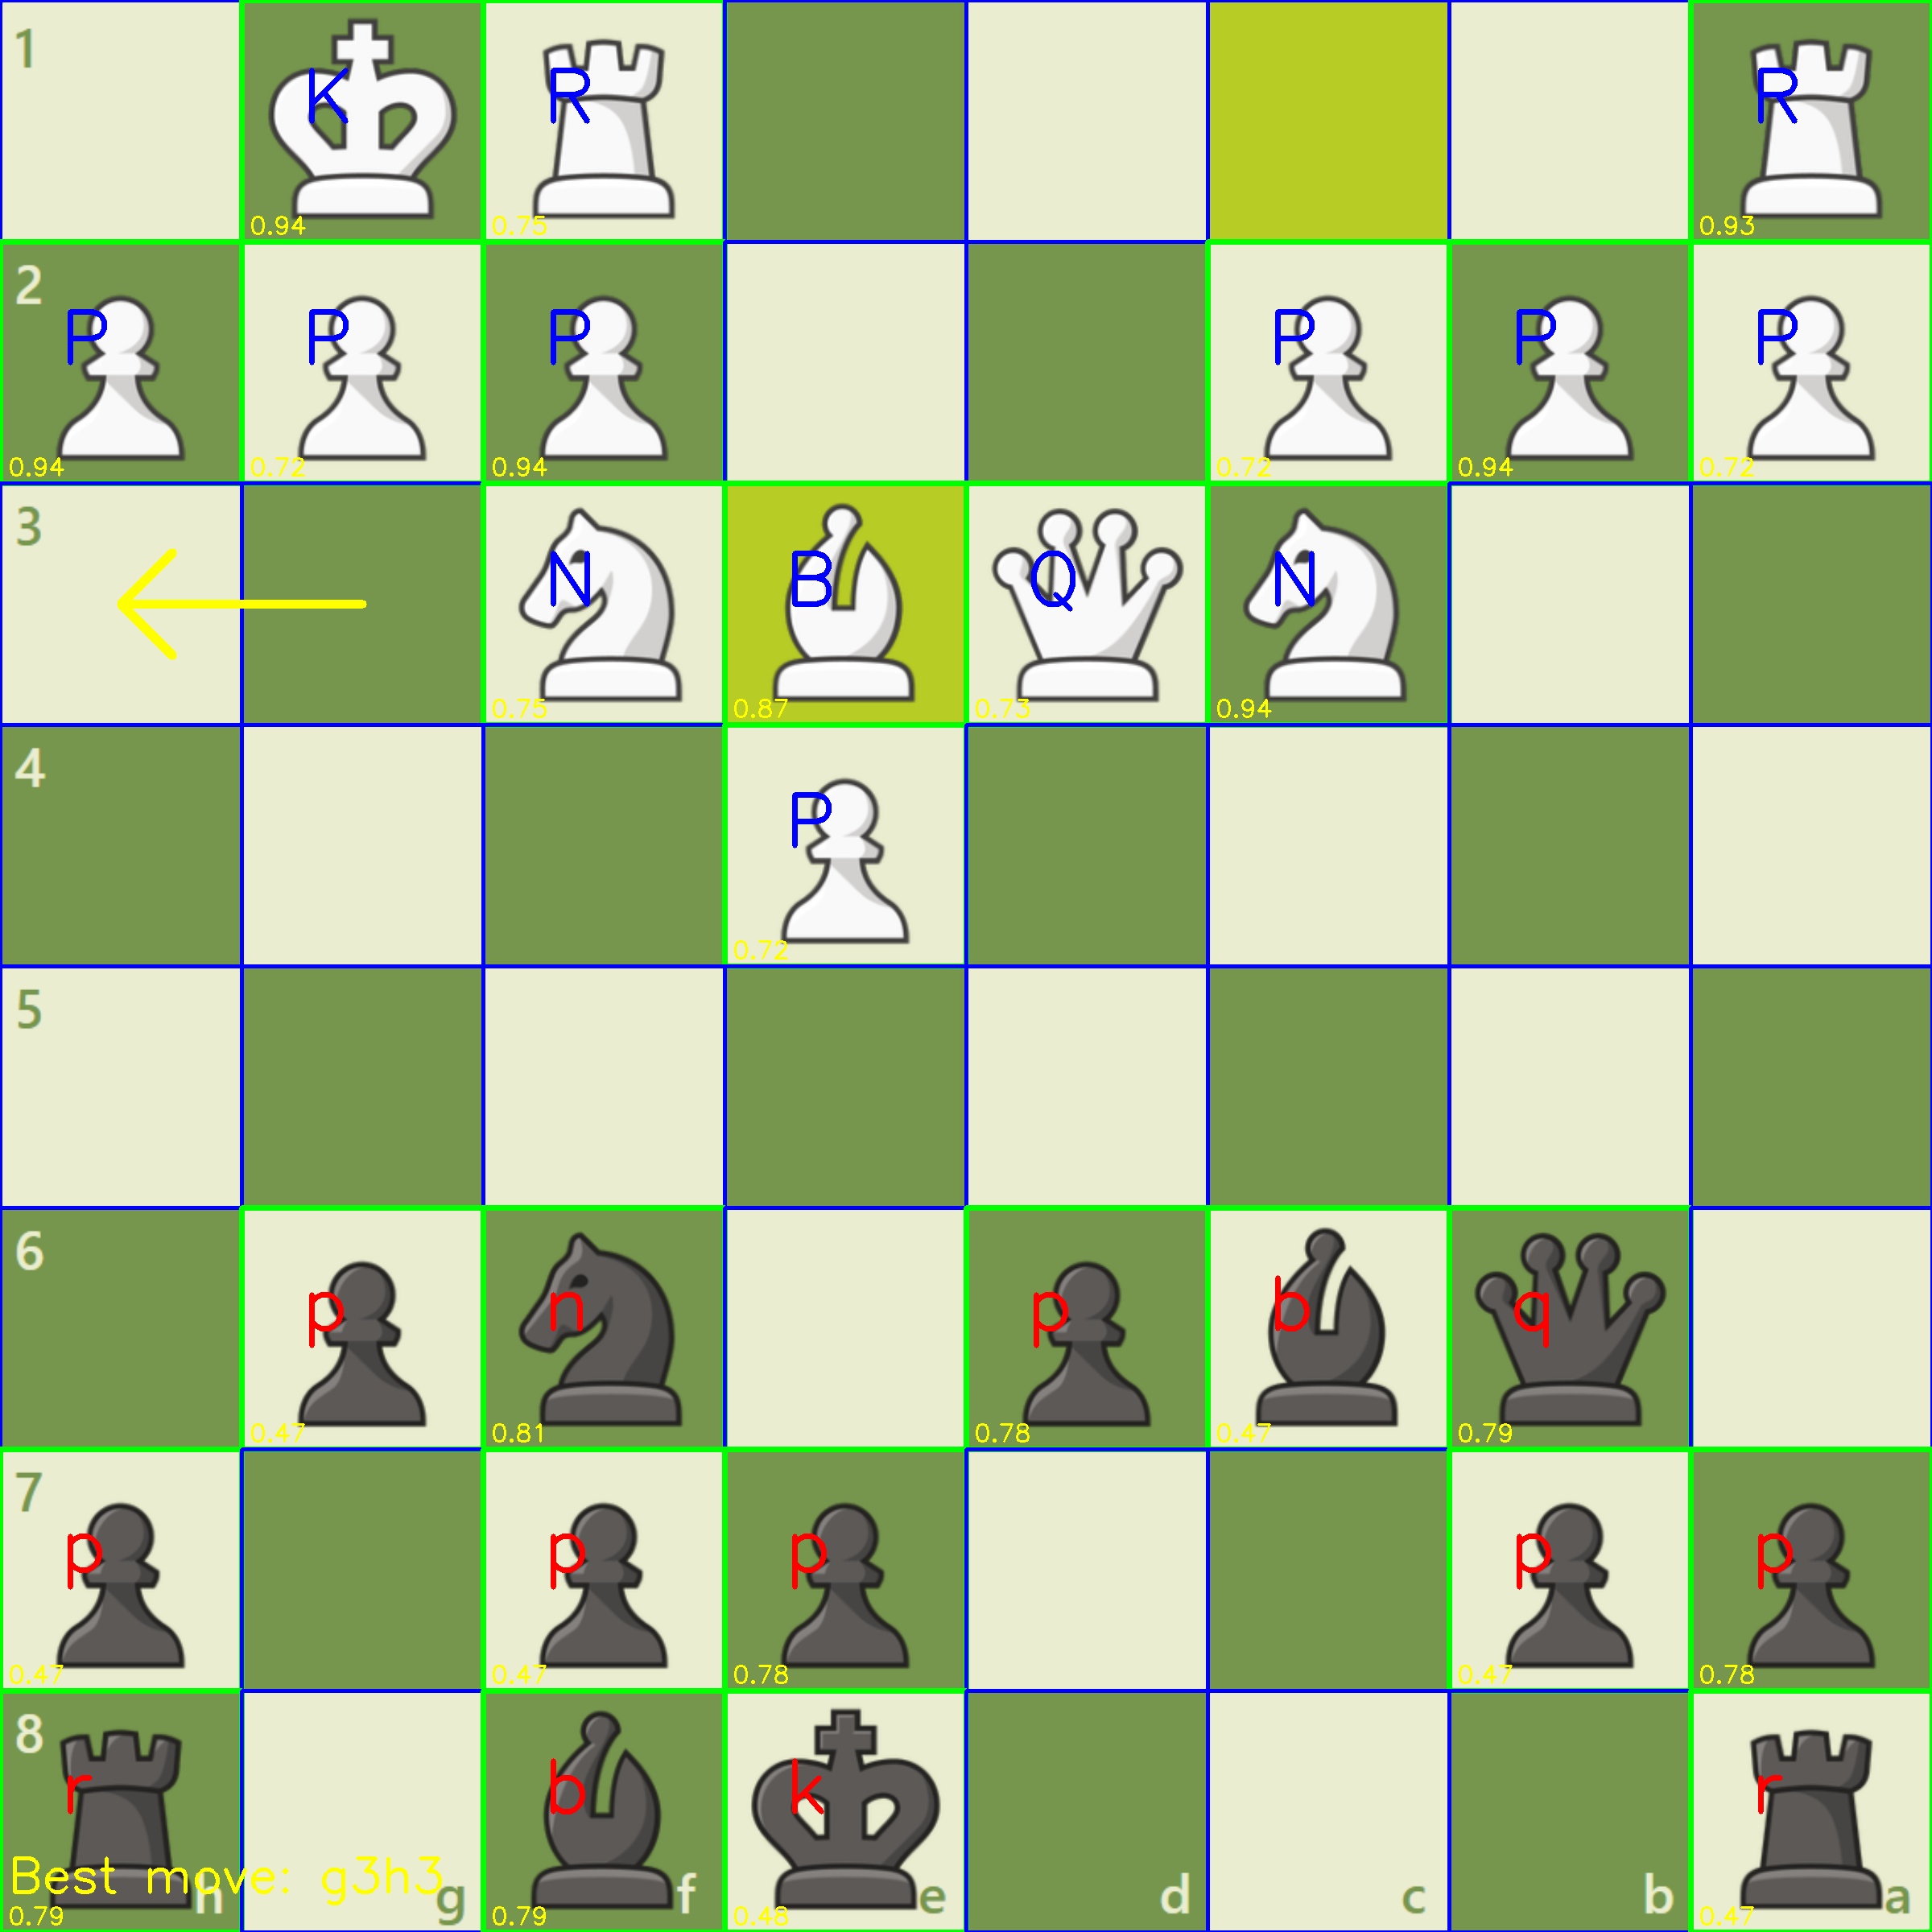 1 K R R
0.94 0.75 0.93
2 P P P P P P
0.94 0.72 0.94 0.72 0.94 0.72
3 N B Q N
0.75 0.87 0.73 0.94
4 P
0.72
5
6 p n p b q
0.47 0.81 0.78 0.47 0.79
7 p p p p p
0.47 0.47 0.78 0.47 0.78
8 r b k r
Best move: g3h3
h g f e d c b a
0.79 0.79 0.48 0.47